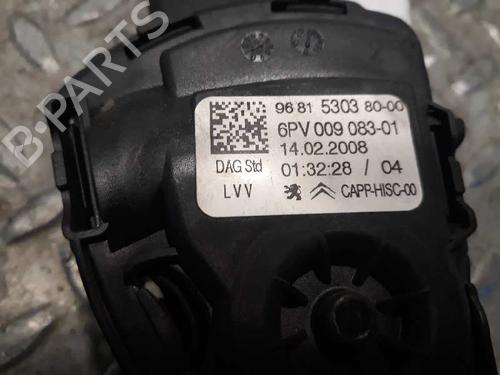 B-PARTS
96 81 5303 80-00
6PV 009 083-01
14.02.2008
DAG Std 01:32:28 / 04
LVV CAPP-HISC-00